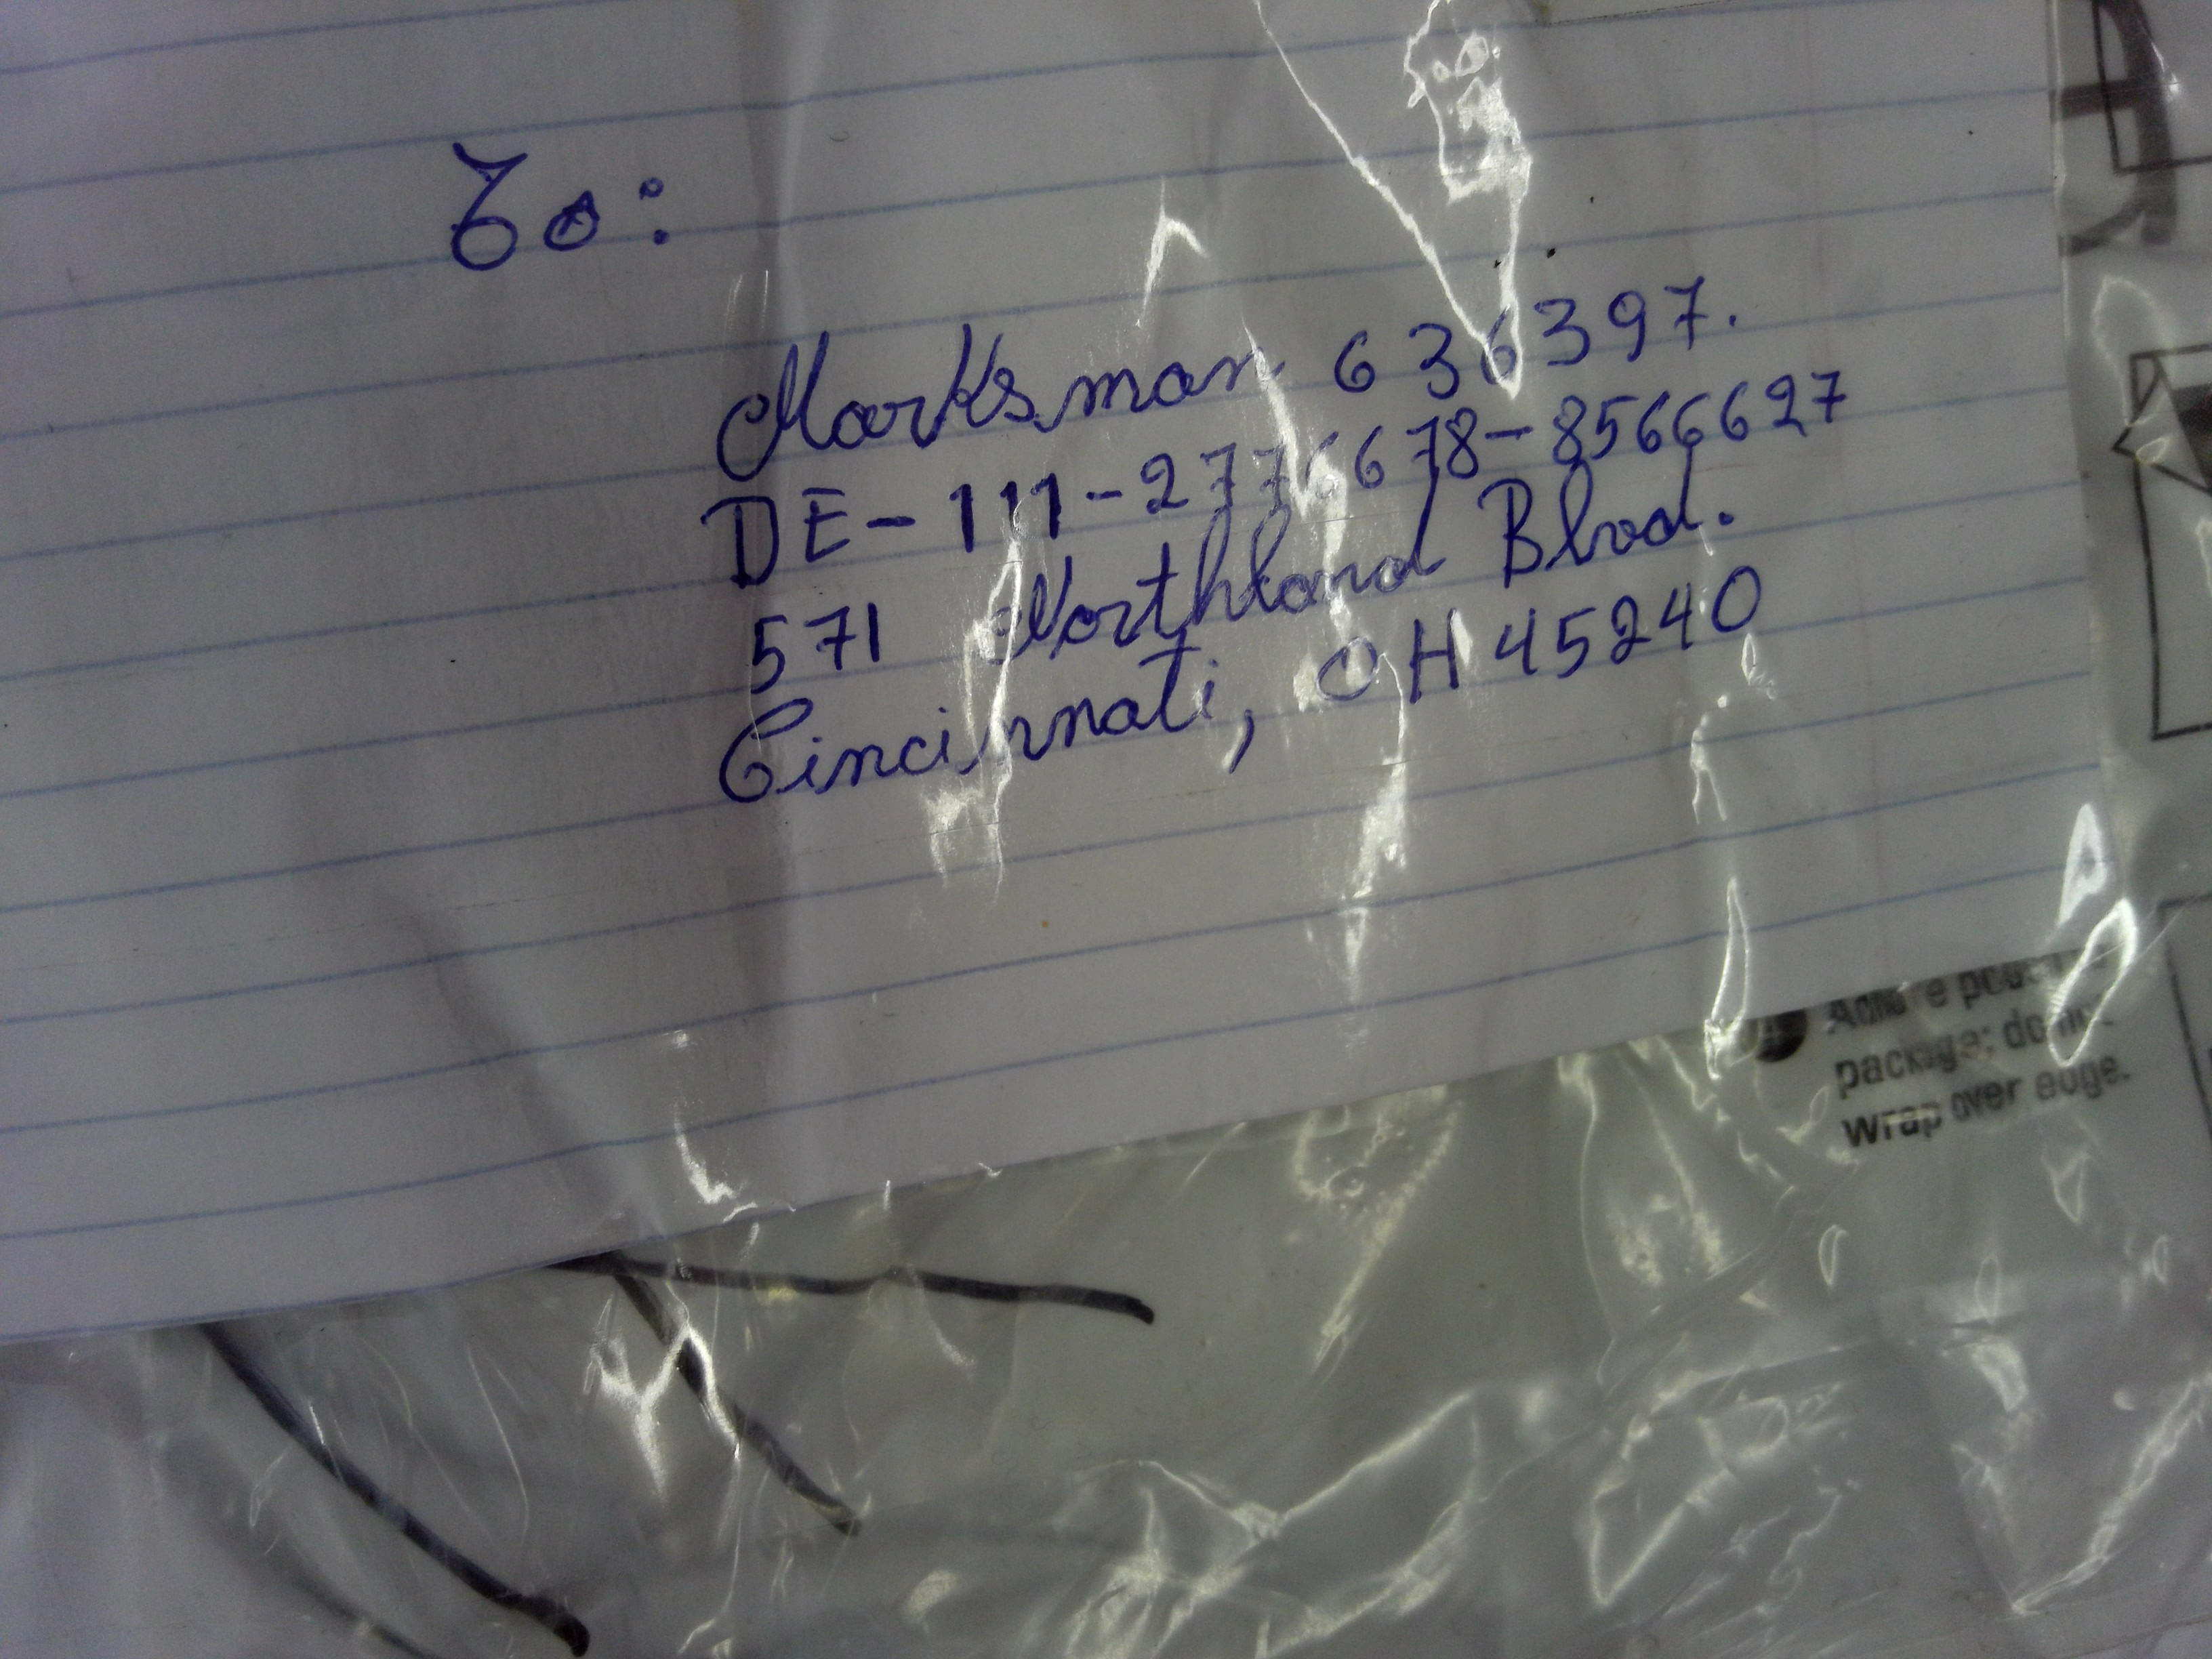 To:
Marksman 636397.
DE-111-2776678-8566627
571 Northland Blvd.
Cincinnati, OH 45240
package; do not
wrap over edge.